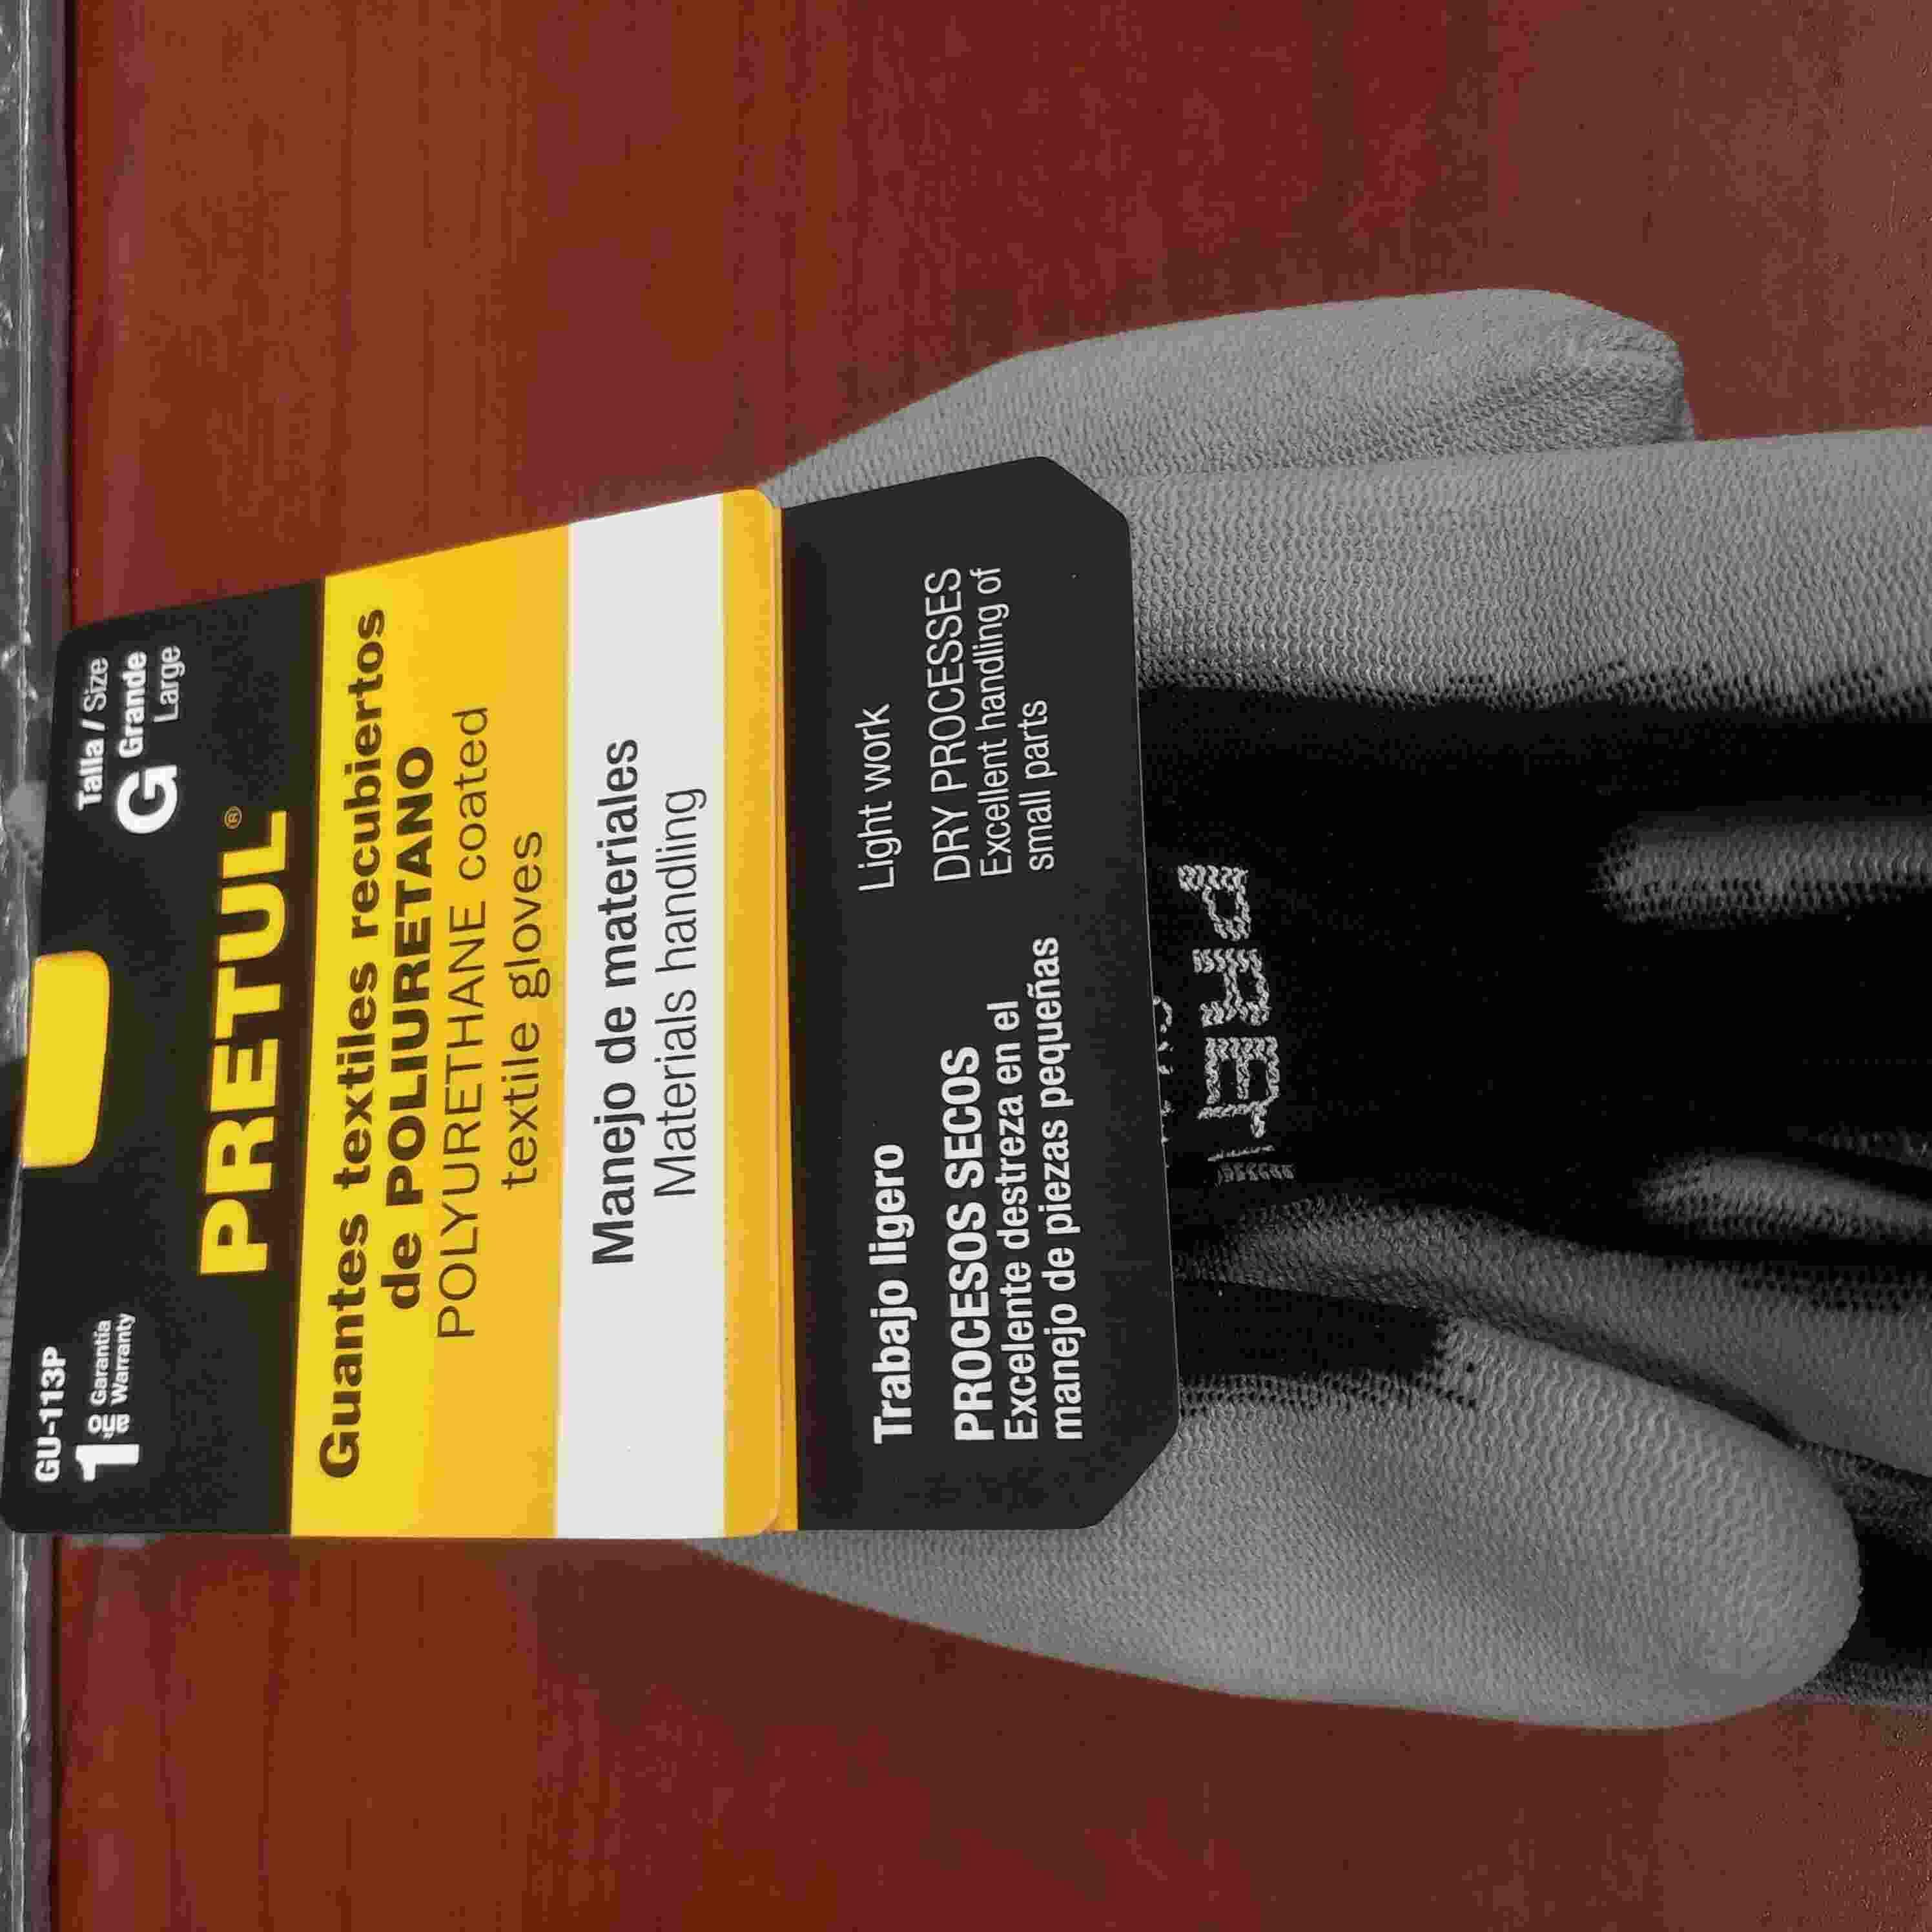 GU-113P
1 AÑO Garantía
YEAR Warranty
Talla / Size
G Grande
Large
PRETUL®
Guantes textiles recubiertos
de POLIURETANO
POLYURETHANE coated
textile gloves
Manejo de materiales
Materials handling
Trabajo ligero
PROCESOS SECOS
Excelente destreza en el
manejo de piezas pequeñas
Light work
DRY PROCESSES
Excellent handling of
small parts